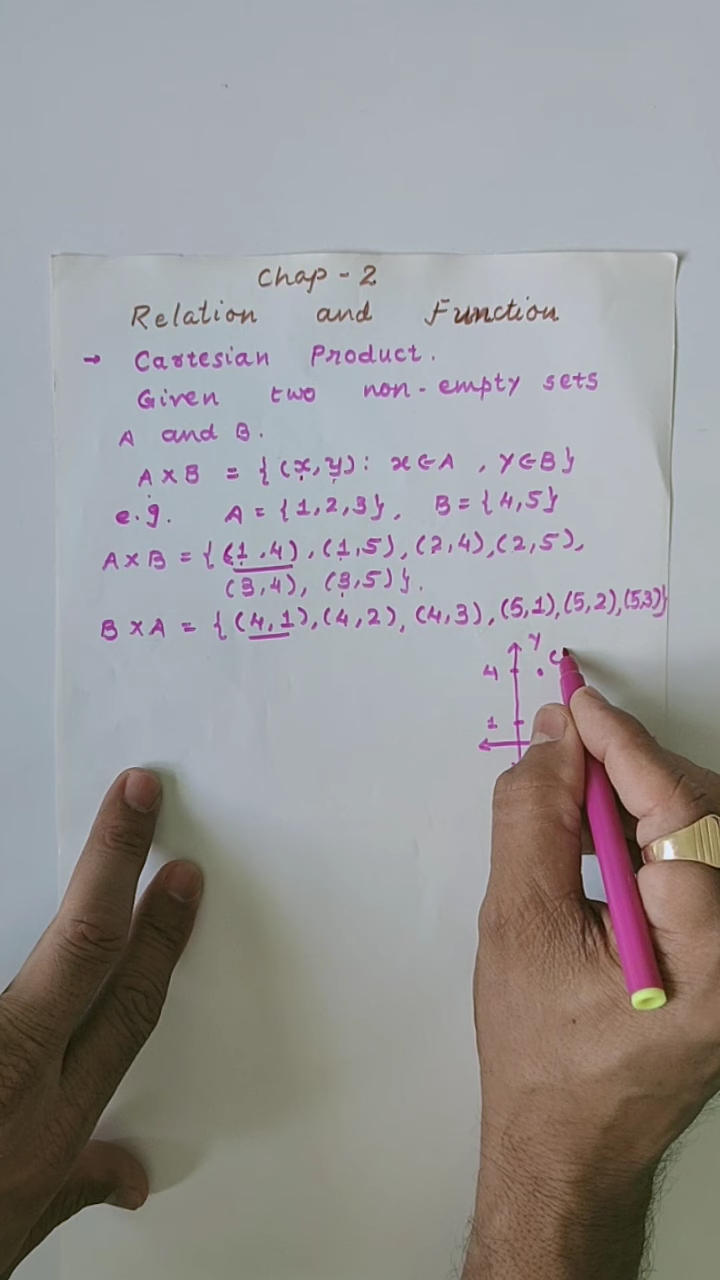 Chap - 2
Relation and Function
→ Cartesian Product.
Given two non-empty sets
A and B.
A × B = {(x,y): x∈A , y∈B}
e.g. A = {1,2,3}, B = {4,5}
A×B = {(1,4), (1,5), (2,4), (2,5),
(3,4), (3,5)}.
B × A = {(4,1), (4,2), (4,3), (5,1), (5,2), (5,3)}
Y
4 (
1